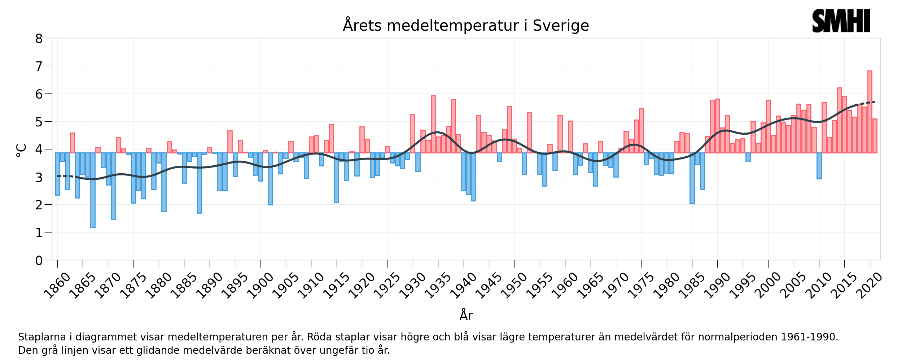 SMHI
Årets medeltemperatur i Sverige
8
7
6
5
4
3
2
1
0
°C
1860 1865 1870 1875 1880 1885 1890 1895 1900 1905 1910 1915 1920 1925 1930 1935 1940 1945 1950 1955 1960 1965 1970 1975 1980 1985 1990 1995 2000 2005 2010 2015 2020
År
Staplarna i diagrammet visar medeltemperaturen per år. Röda staplar visar högre och blå visar lägre temperaturer än medelvärdet för normalperioden 1961-1990.
Den grå linjen visar ett glidande medelvärde beräknat över ungefär tio år.